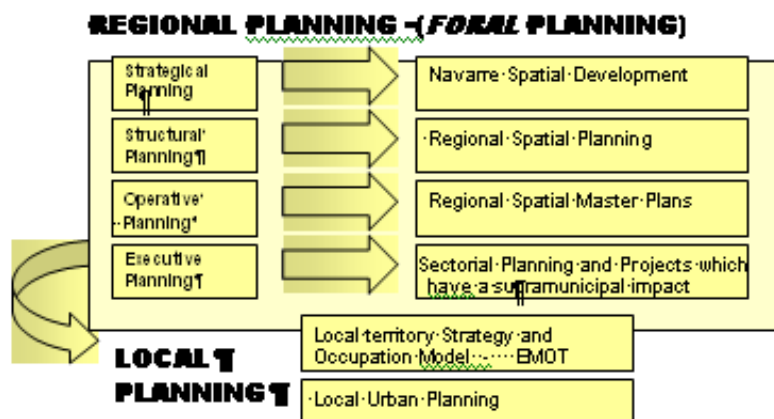 REGIONAL PLANNING -(FORAL PLANNING)
Strategical
Planning
¶
Navarre·Spatial·Development
Structural·
Planning¶
·Regional·Spatial·Planning
Operative·
··Planning·
Regional·Spatial·Master·Plans
Executive
Planning¶
Sectorial·Planning·and·Projects·which
have·a·supramunicipal·impact
¶
Local·territory·Strategy·and
Occupation·Model··-····EMOT
LOCAL¶
PLANNING¶
·Local·Urban·Planning